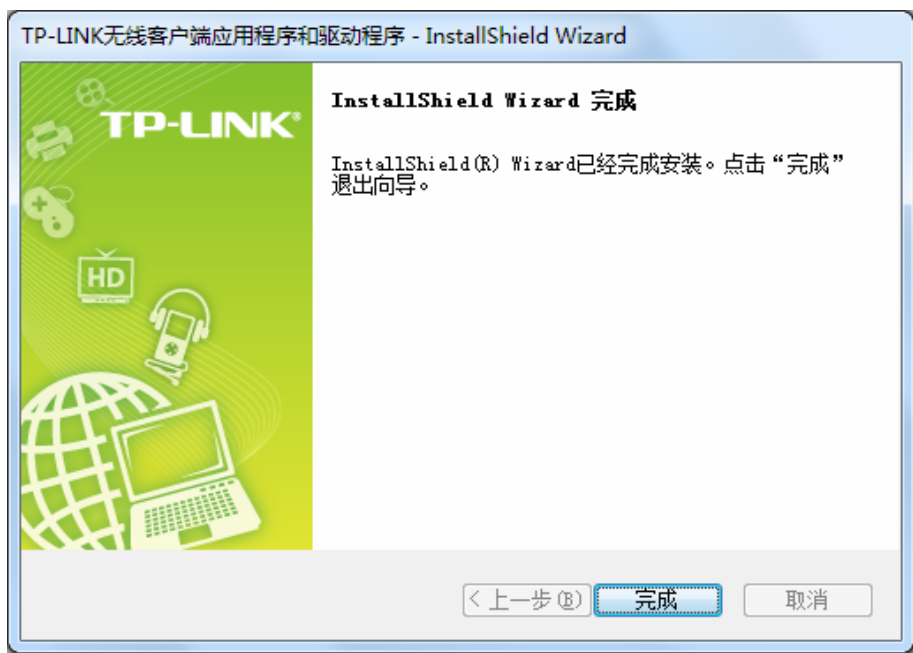 TP-LINK无线客户端应用程序和驱动程序 - InstallShield Wizard
TP-LINK®
InstallShield Wizard 完成
InstallShield(R) Wizard已经完成安装。点击“完成”
退出向导。
HD
< 上一步(B)
完成
取消